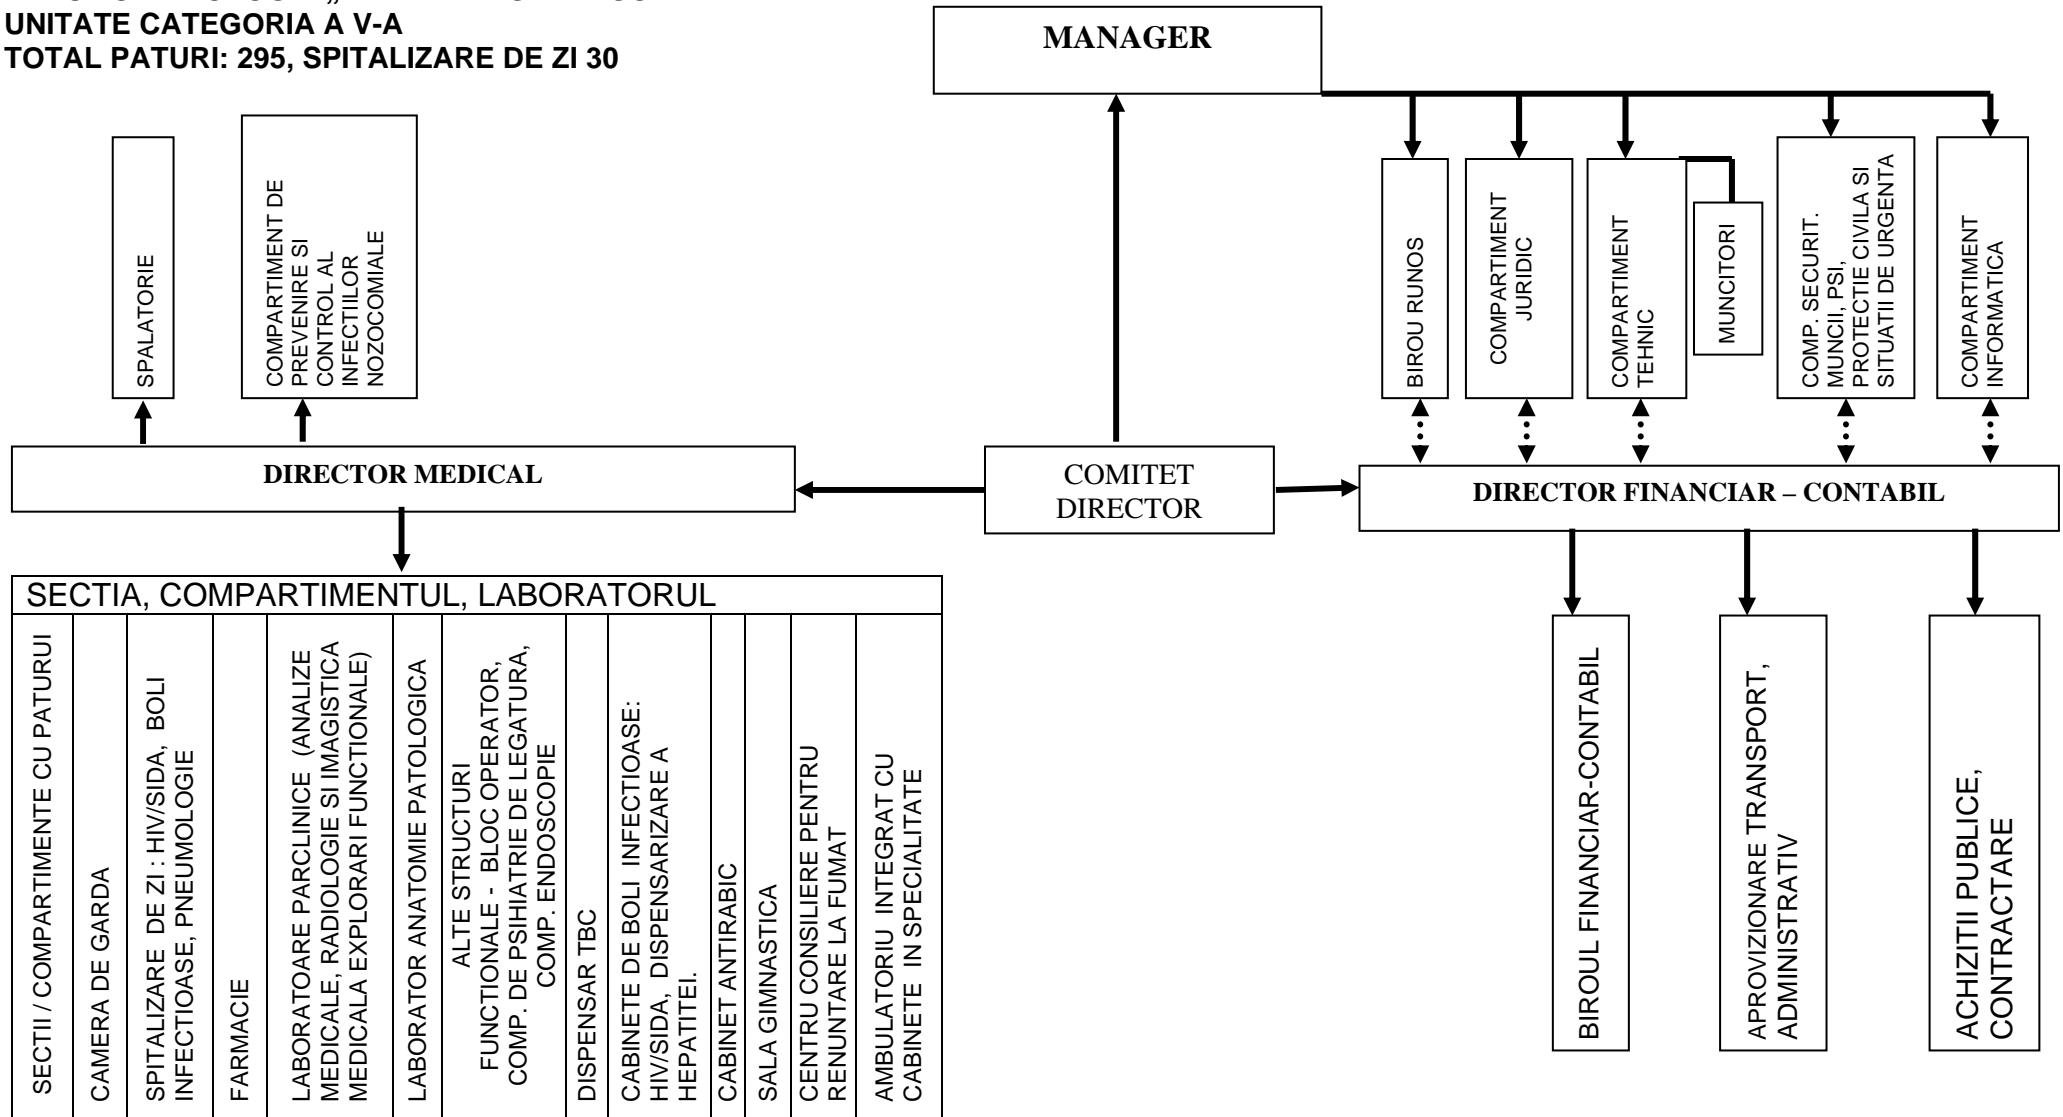 UNITATE CATEGORIA A V-A
TOTAL PATURI: 295, SPITALIZARE DE ZI 30
MANAGER
SPALATORIE
COMPARTIMENT DE
PREVENIRE SI
CONTROL AL
INFECTIILOR
NOZOCOMIALE
BIROU RUNOS
COMPARTIMENT
JURIDIC
COMPARTIMENT
TEHNIC
MUNCITORI
COMP. SECURIT.
MUNCII, PSI,
PROTECTIE CIVILA SI
SITUATII DE URGENTA
COMPARTIMENT
INFORMATICA
DIRECTOR MEDICAL
COMITET
DIRECTOR
DIRECTOR FINANCIAR – CONTABIL
SECTIA, COMPARTIMENTUL, LABORATORUL
SECTII / COMPARTIMENTE CU PATURUI
CAMERA DE GARDA
SPITALIZARE DE ZI : HIV/SIDA, BOLI
INFECTIOASE, PNEUMOLOGIE
FARMACIE
LABORATOARE PARCLINICE (ANALIZE
MEDICALE, RADIOLOGIE SI IMAGISTICA
MEDICALA EXPLORARI FUNCTIONALE)
LABORATOR ANATOMIE PATOLOGICA
ALTE STRUCTURI
FUNCTIONALE - BLOC OPERATOR,
COMP. DE PSIHIATRIE DE LEGATURA,
COMP. ENDOSCOPIE
DISPENSAR TBC
CABINETE DE BOLI INFECTIOASE:
HIV/SIDA, DISPENSARIZARE A
HEPATITEI.
CABINET ANTIRABIC
SALA GIMNASTICA
CENTRU CONSILIERE PENTRU
RENUNTARE LA FUMAT
AMBULATORIU INTEGRAT CU
CABINETE IN SPECIALITATE
BIROUL FINANCIAR-CONTABIL
APROVIZIONARE TRANSPORT,
ADMINISTRATIV
ACHIZITII PUBLICE,
CONTRACTARE